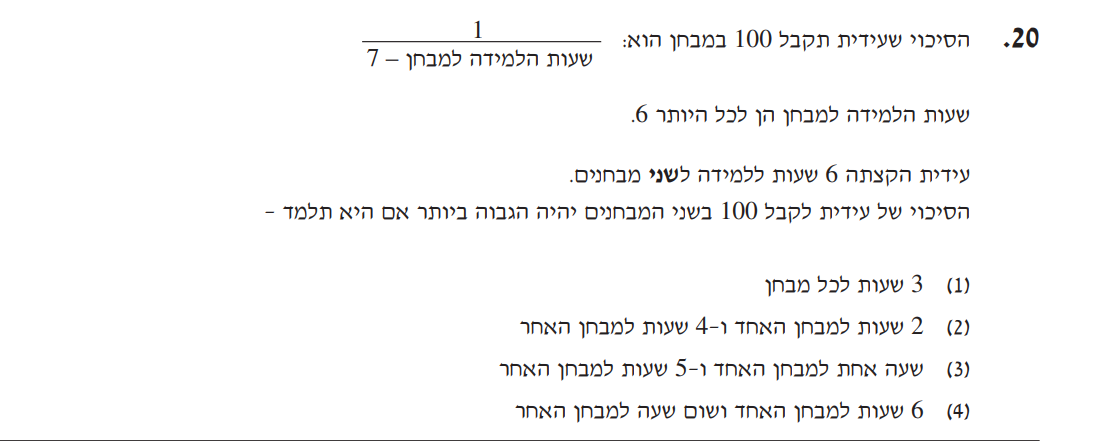 20. הסיכוי שעידית תקבל 100 במבחן הוא:
1
7 – שעות הלמידה למבחן
שעות הלמידה למבחן הן לכל היותר 6.
עידית הקצתה 6 שעות ללמידה לשני מבחנים.
הסיכוי של עידית לקבל 100 בשני המבחנים יהיה הגבוה ביותר אם היא תלמד -
(1) 3 שעות לכל מבחן
(2) 2 שעות למבחן האחד ו-4 שעות למבחן האחר
(3) שעה אחת למבחן האחד ו-5 שעות למבחן האחר
(4) 6 שעות למבחן האחד ושום שעה למבחן האחר